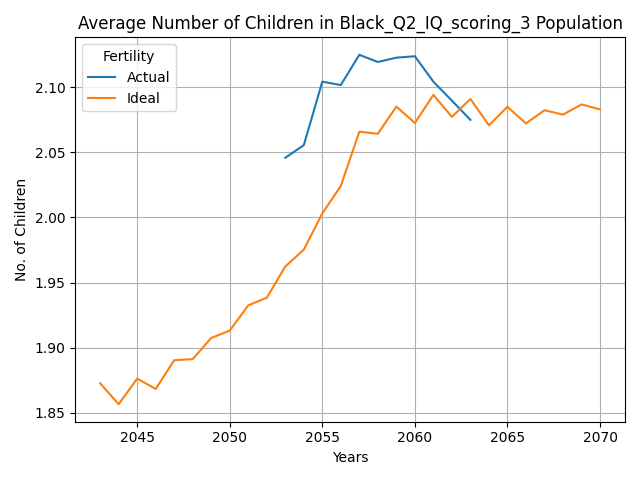 Average Number of Children in Black_Q2_IQ_scoring_3 Population
Fertility
Actual
Ideal
No. of Children
2.10
2.05
2.00
1.95
1.90
1.85
2045 2050 2055 2060 2065 2070
Years